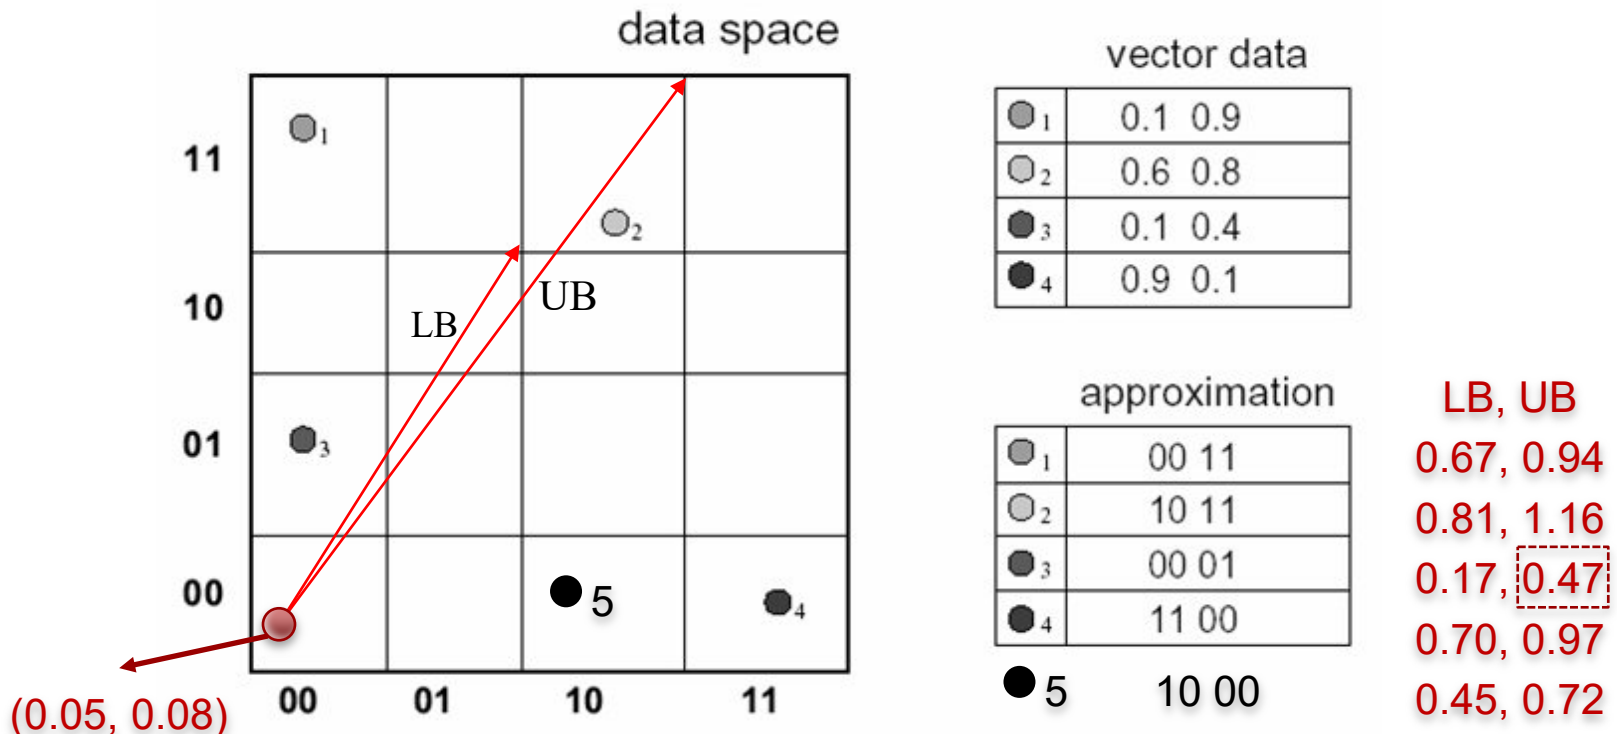 data space
11
10
01
00
00 01 10 11
1
2
3
4
5
LB
UB
(0.05, 0.08)
vector data
1 0.1 0.9
2 0.6 0.8
3 0.1 0.4
4 0.9 0.1
approximation
1 00 11
2 10 11
3 00 01
4 11 00
5 10 00
LB, UB
0.67, 0.94
0.81, 1.16
0.17, 0.47
0.70, 0.97
0.45, 0.72